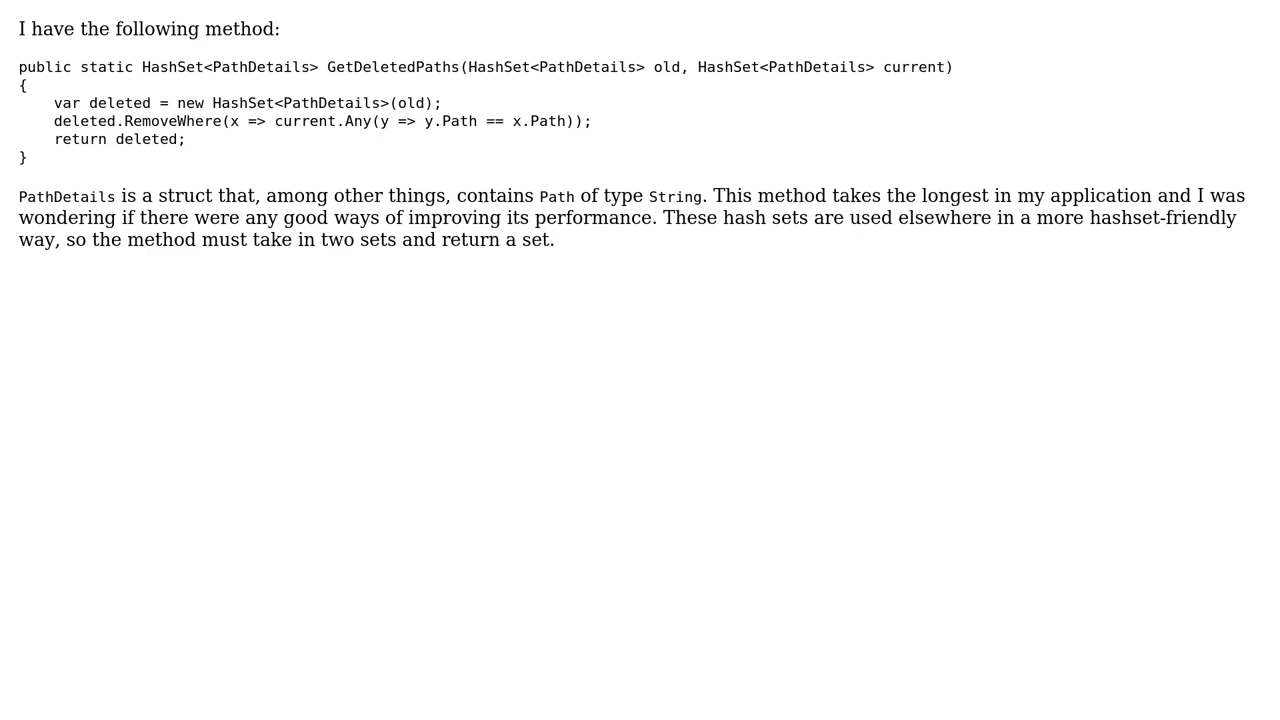 I have the following method:
public static HashSet<PathDetails> GetDeletedPaths(HashSet<PathDetails> old, HashSet<PathDetails> current)
{
    var deleted = new HashSet<PathDetails>(old);
    deleted.RemoveWhere(x => current.Any(y => y.Path == x.Path));
    return deleted;
}
PathDetails is a struct that, among other things, contains Path of type String. This method takes the longest in my application and I was
wondering if there were any good ways of improving its performance. These hash sets are used elsewhere in a more hashset-friendly
way, so the method must take in two sets and return a set.